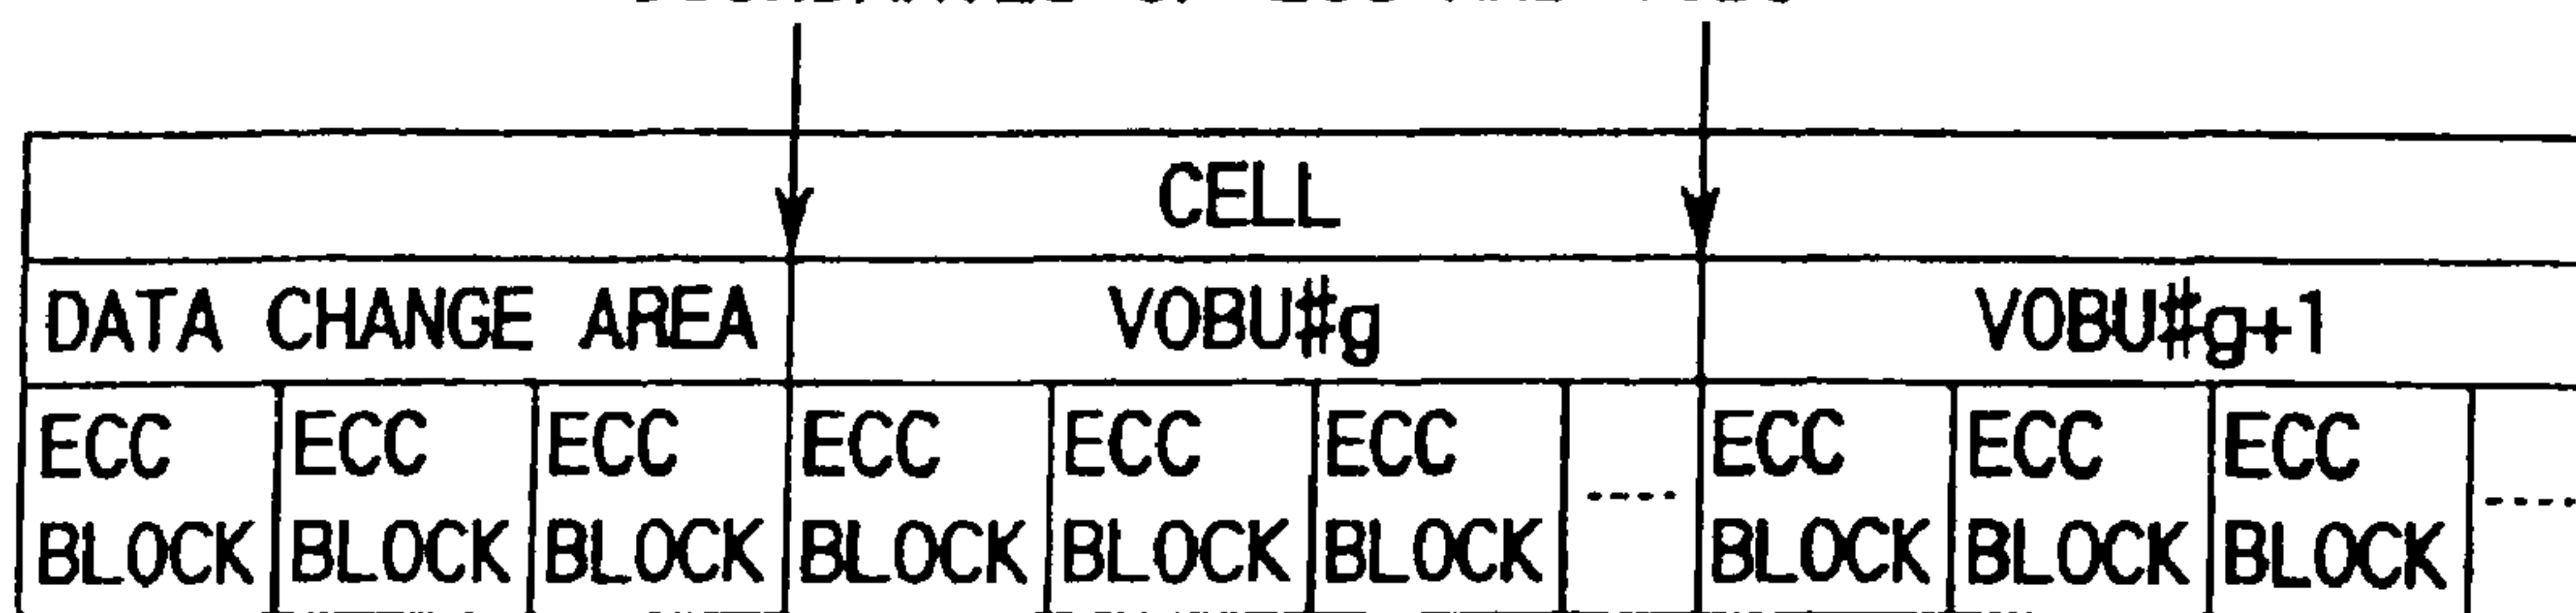 CELL
DATA CHANGE AREA VOBU#g VOBU#g+1
ECC ECC ECC ECC ECC ECC ECC ECC ECC
BLOCK BLOCK BLOCK BLOCK BLOCK BLOCK ---- BLOCK BLOCK BLOCK ----